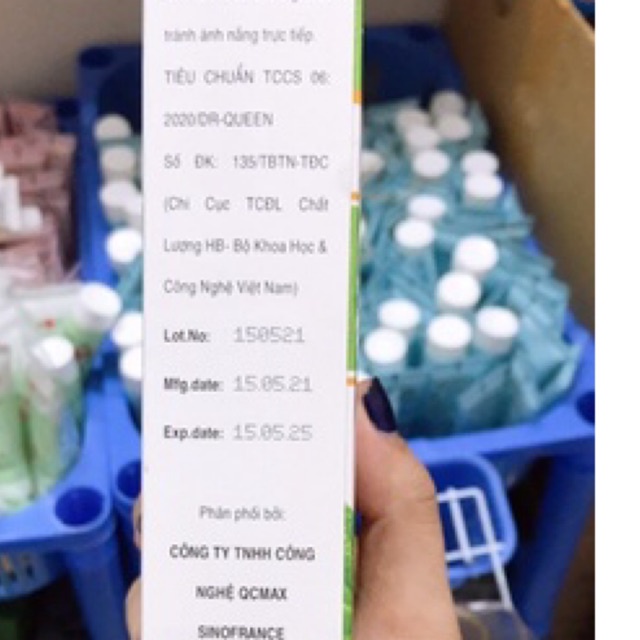 tránh ánh nắng trực tiếp.
TIÊU CHUẨN TCCS 06:
2020/DR-QUEEN
Số ĐK: 135/TBTN-TĐC
(Chi Cục TCĐL Chất
Lượng HB- Bộ Khoa Học &
Công Nghệ Việt Nam)
Lot.No: 150521
Mfg.date: 15.05.21
Exp.date: 15.05.25
Phân phối bởi:
CÔNG TY TNHH CÔNG
NGHỆ QCMAX
SINOFRANCE